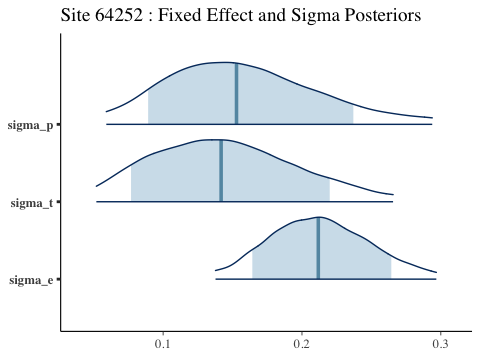 Site 64252 : Fixed Effect and Sigma Posteriors
sigma_p
sigma_t
sigma_e
0.1 0.2 0.3